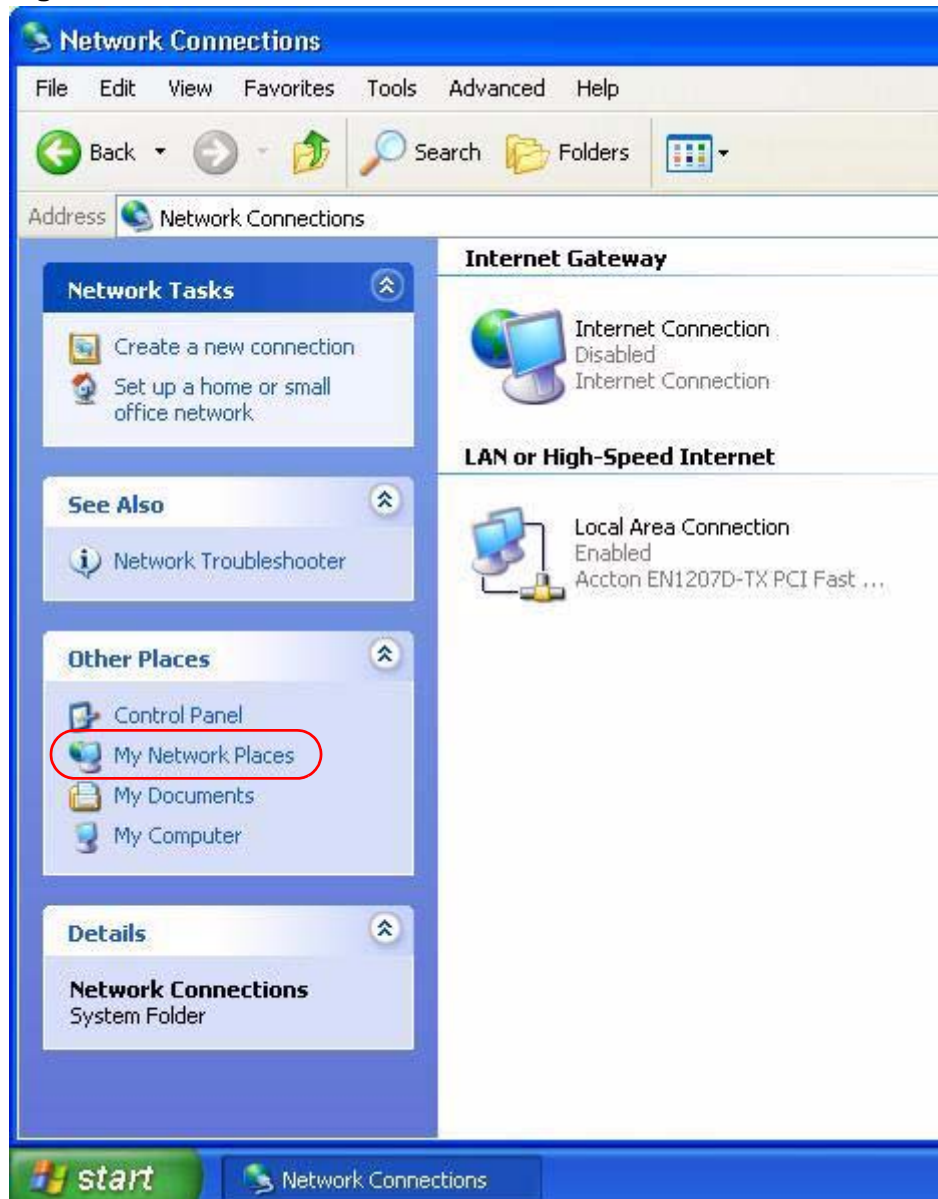 Network Connections
File Edit View Favorites Tools Advanced Help
Back Search Folders
Address Network Connections
Network Tasks
Create a new connection
Set up a home or small
office network
See Also
Network Troubleshooter
Other Places
Control Panel
My Network Places
My Documents
My Computer
Details
Network Connections
System Folder
Internet Gateway
Internet Connection
Disabled
Internet Connection
LAN or High-Speed Internet
Local Area Connection
Enabled
Accton EN1207D-TX PCI Fast ...
start Network Connections